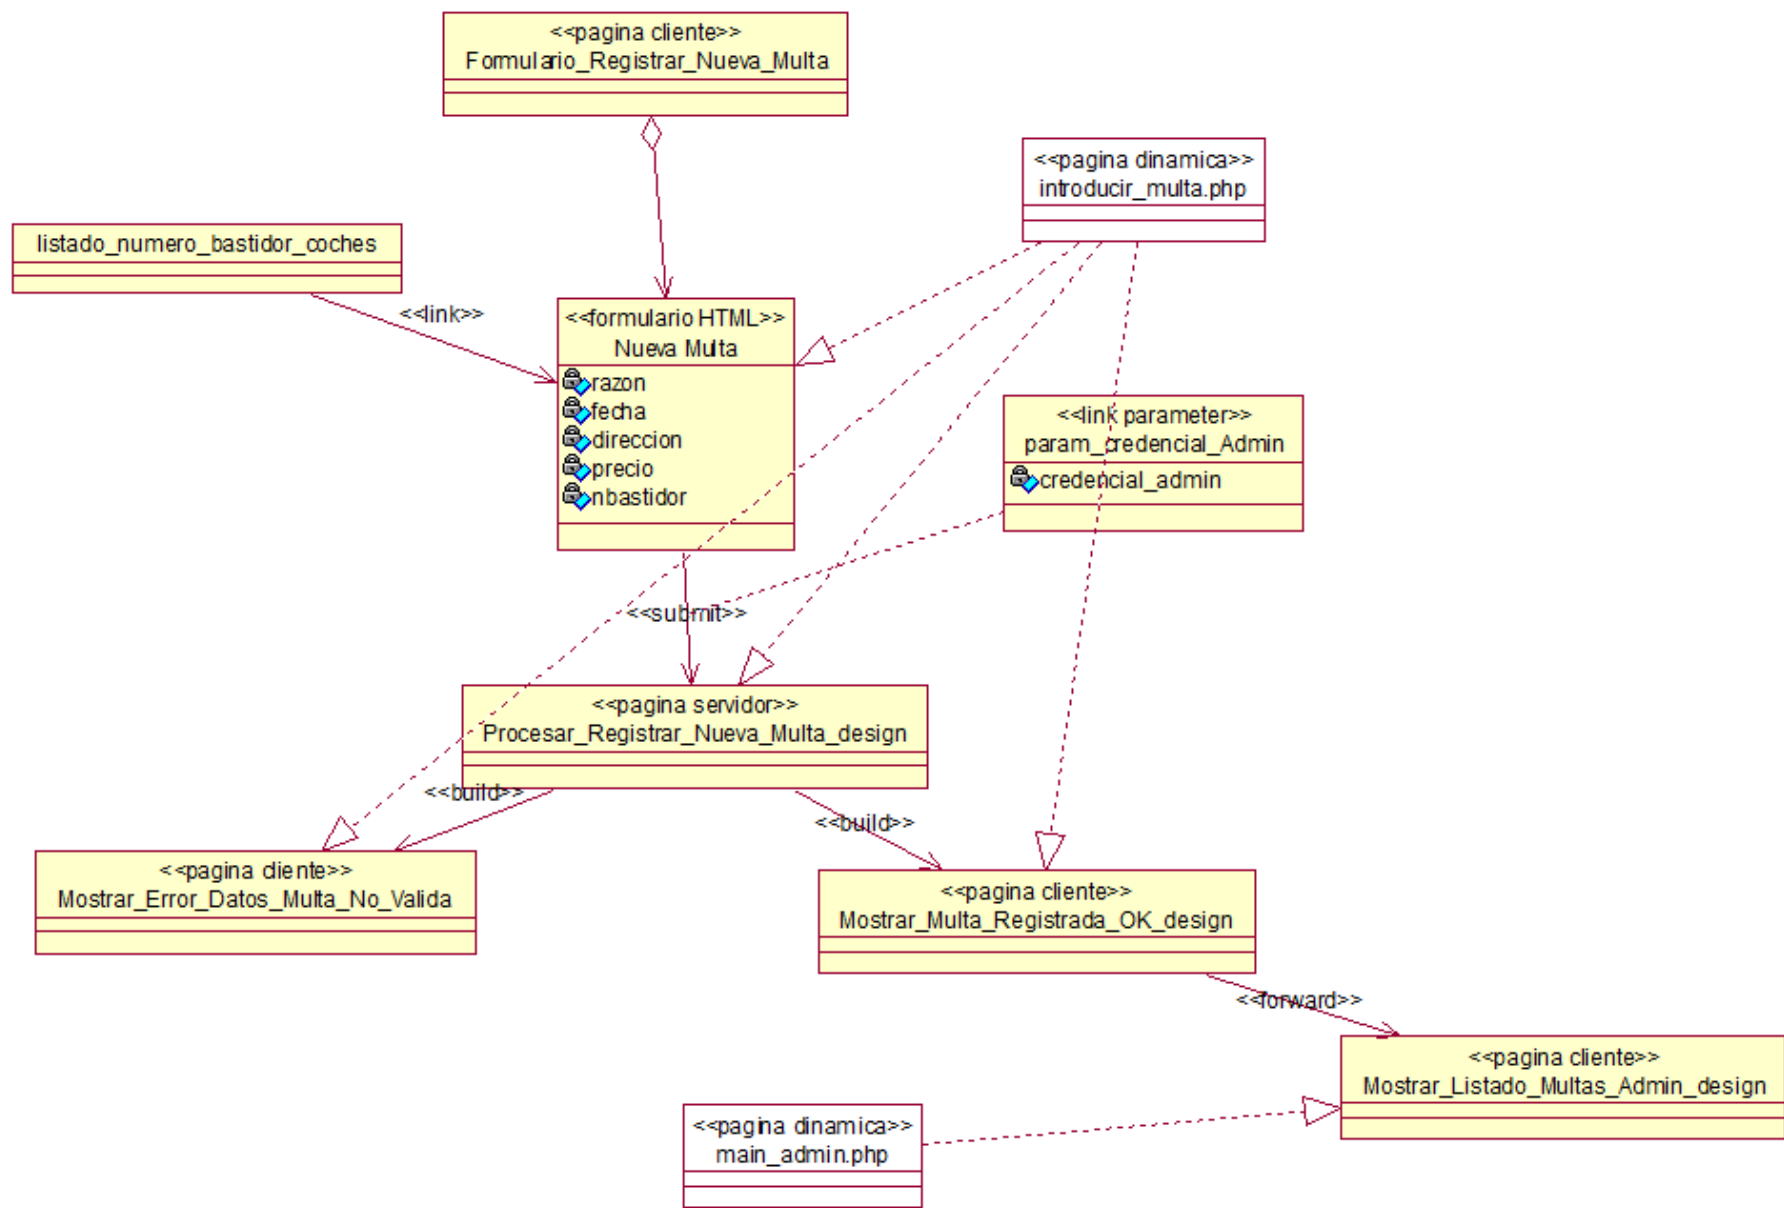 <<pagina cliente>>
Formulario_Registrar_Nueva_Multa
<<pagina dinamica>>
introducir_multa.php
listado_numero_bastidor_coches
<<link>>
<<formulario HTML>>
Nueva Multa
razon
fecha
direccion
precio
nbastidor
<<link parameter>>
param_credencial_Admin
credencial_admin
<<submit>>
<<pagina servidor>>
Procesar_Registrar_Nueva_Multa_design
<<build>>
<<build>>
<<pagina cliente>>
Mostrar_Error_Datos_Multa_No_Valida
<<pagina cliente>>
Mostrar_Multa_Registrada_OK_design
<<forward>>
<<pagina cliente>>
Mostrar_Listado_Multas_Admin_design
<<pagina dinamica>>
main_admin.php